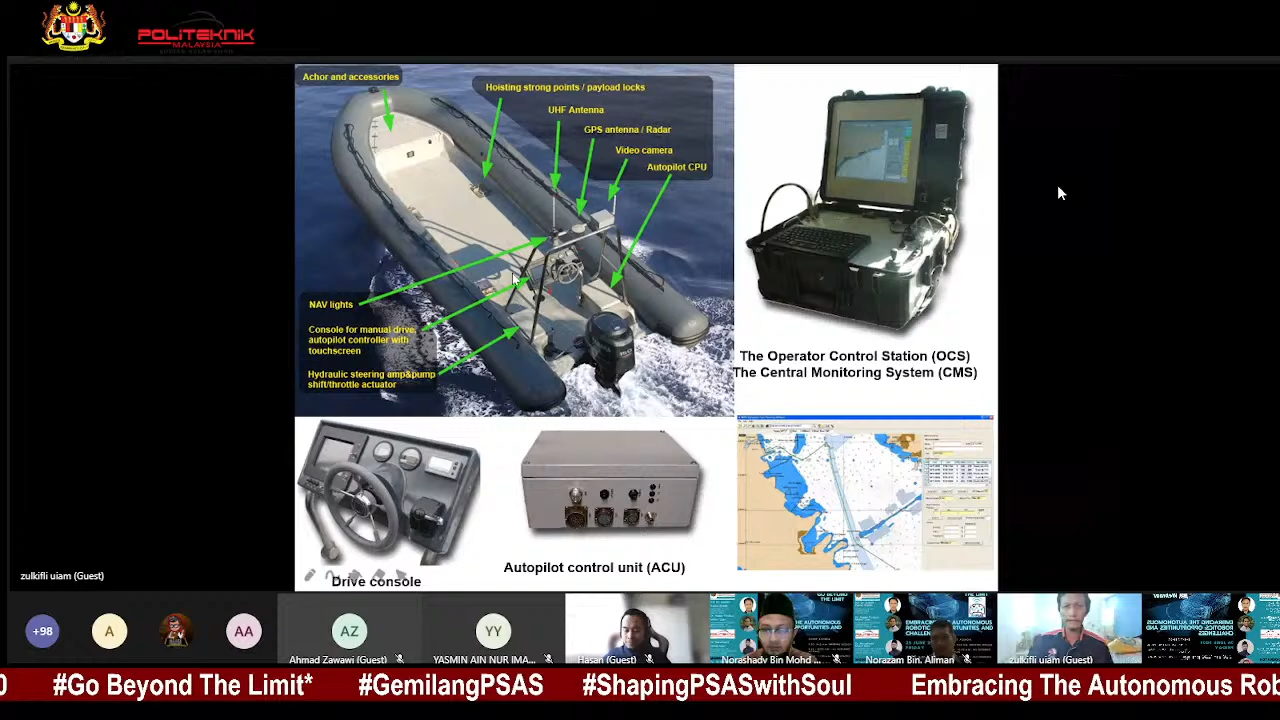 POLITEKNIK
MALAYSIA
Achor and accessories
Hoisting strong points / payload locks
UHF Antenna
GPS antenna / Radar
Video camera
Autopilot CPU
NAV lights
Console for manual drive,
autopilot controller with
touchscreen
Hydraulic steering amp&pump
shift/throttle actuator
The Operator Control Station (OCS)
The Central Monitoring System (CMS)
Drive console
Autopilot control unit (ACU)
zulkifli uiam (Guest)
+98
A
AA
AZ
YY
Ahmad Zawawi (Guest)
YASMIN AIN NUR IMA...
Hasan (Guest)
Norashady Bin Mohd ...
Norazam Bin. Aliman
zulkifli uiam (Guest)
0 #Go Beyond The Limit* #GemilangPSAS #ShapingPSASwithSoul Embracing The Autonomous Rob